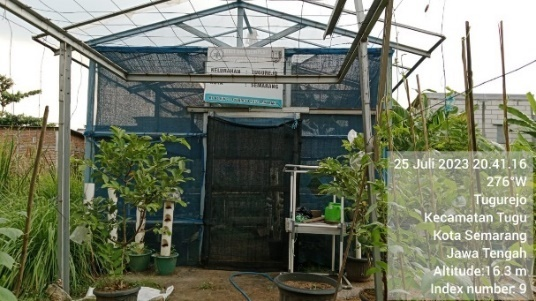 KELURAHAN TUGUREJO
KOTA SEMARANG
25 Juli 2023 20.41.16
276°W
Tugurejo
Kecamatan Tugu
Kota Semarang
Jawa Tengah
Altitude:16.3 m
Index number: 9